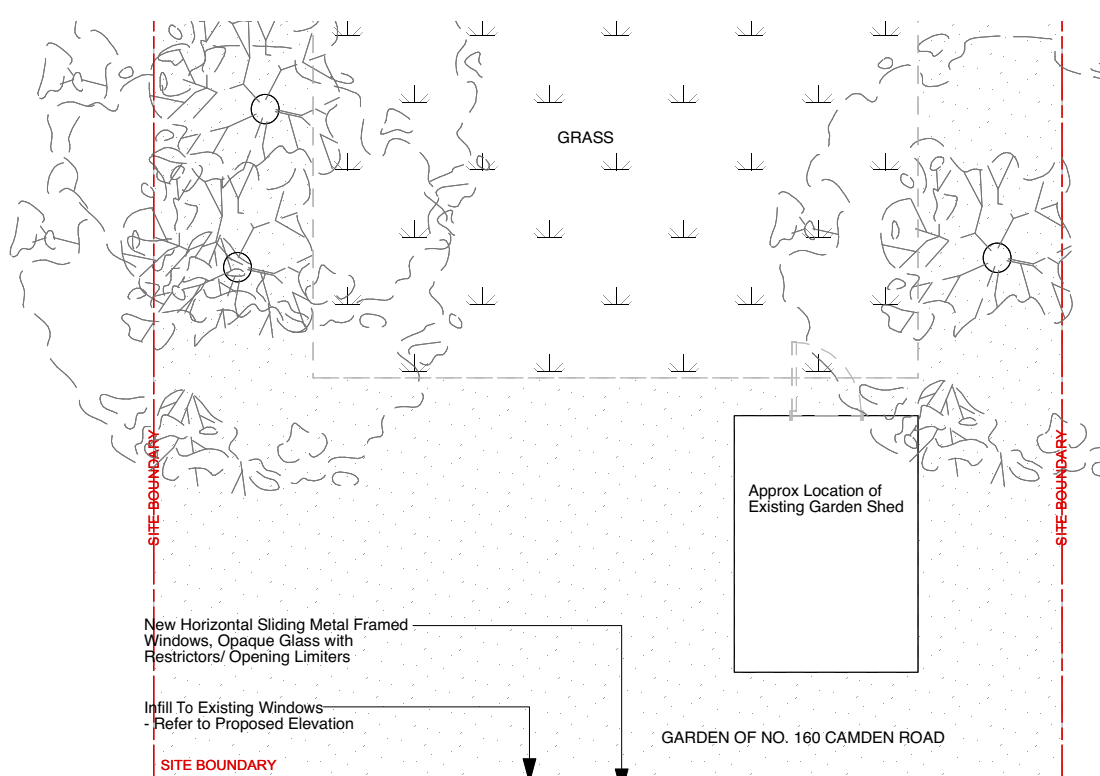 GRASS
SITE BOUNDARY
SITE BOUNDARY
Approx Location of
Existing Garden Shed
New Horizontal Sliding Metal Framed
Windows, Opaque Glass with
Restrictors/ Opening Limiters
Infill To Existing Windows
- Refer to Proposed Elevation
GARDEN OF NO. 160 CAMDEN ROAD
SITE BOUNDARY